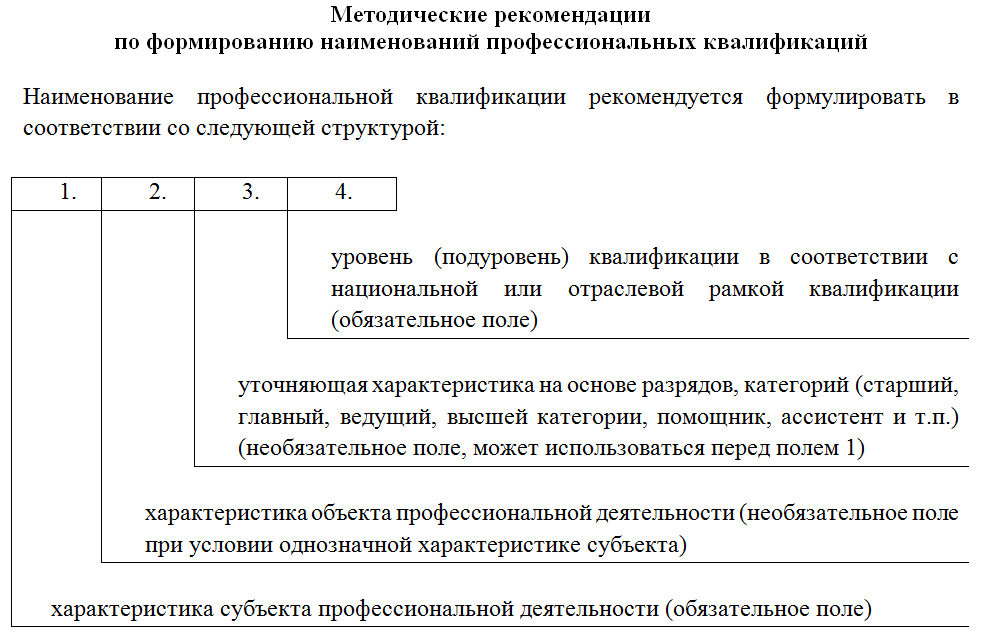 Методические рекомендации
по формированию наименований профессиональных квалификаций
Наименование профессиональной квалификации рекомендуется формулировать в
соответствии со следующей структурой:
1. 2. 3. 4.
уровень (подуровень) квалификации в соответствии с
национальной или отраслевой рамкой квалификации
(обязательное поле)
уточняющая характеристика на основе разрядов, категорий (старший,
главный, ведущий, высшей категории, помощник, ассистент и т.п.)
(необязательное поле, может использоваться перед полем 1)
характеристика объекта профессиональной деятельности (необязательное поле
при условии однозначной характеристике субъекта)
характеристика субъекта профессиональной деятельности (обязательное поле)